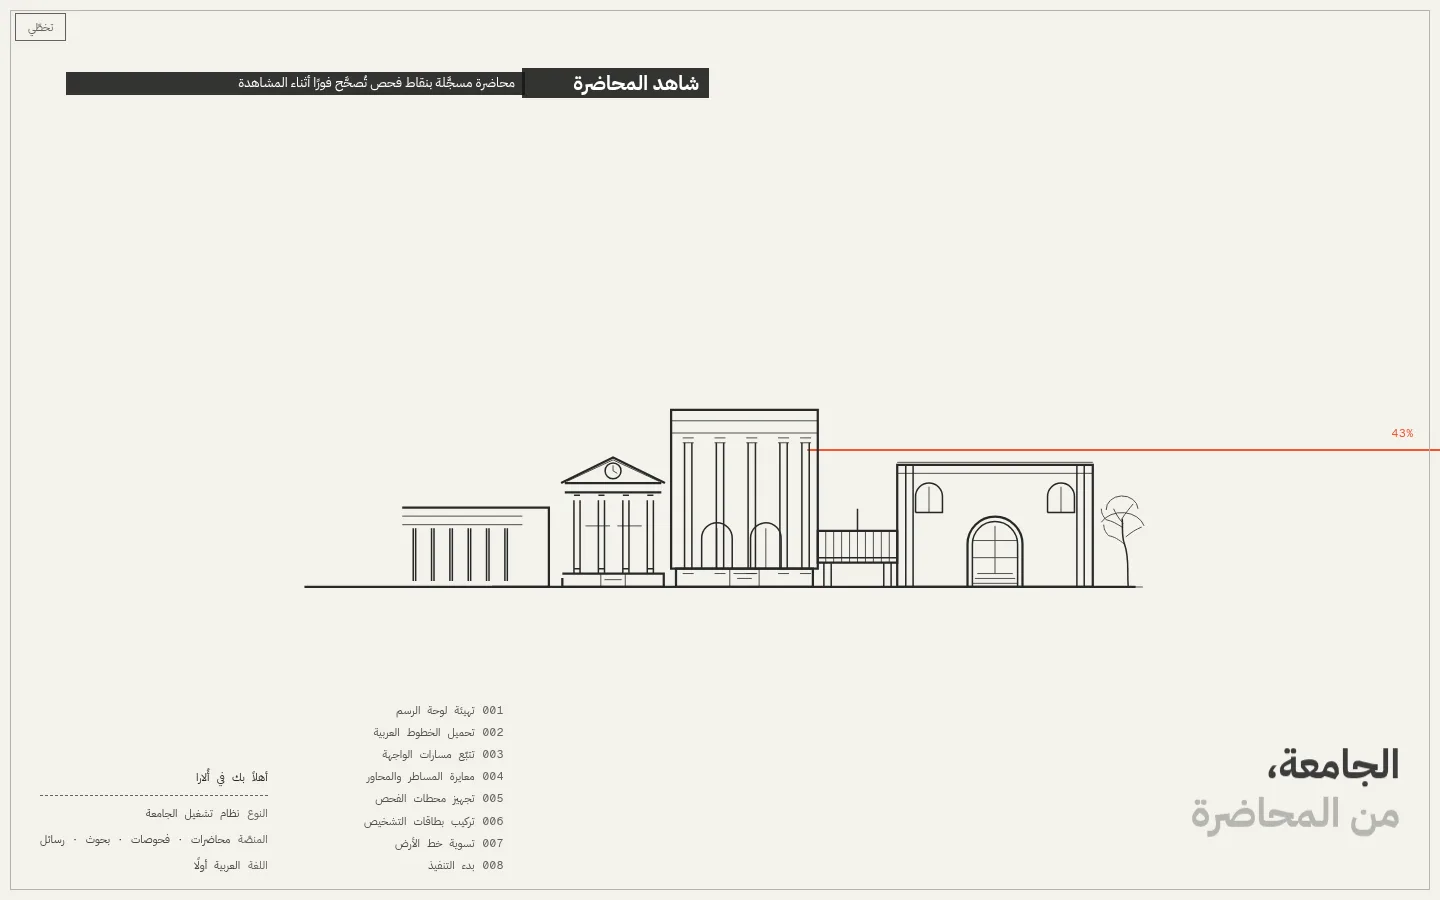 تخطّي
شاهد المحاضرة
محاضرة مسجَّلة بنقاط فحص تُصحَّح فورًا أثناء المشاهدة
43%
الجامعة،
من المحاضرة
001 تهيئة لوحة الرسم
002 تحميل الخطوط العربية
003 تتبّع مسارات الواجهة
004 معايرة المساطر والمحاور
005 تجهيز محطات الفحص
006 تركيب بطاقات التشخيص
007 تسوية خط الأرض
008 بدء التنفيذ
أهلاً بك في ألارا
النوع نظام تشغيل الجامعة
المنصّة محاضرات · فحوصات · بحوث · رسائل
اللغة العربية أولًا